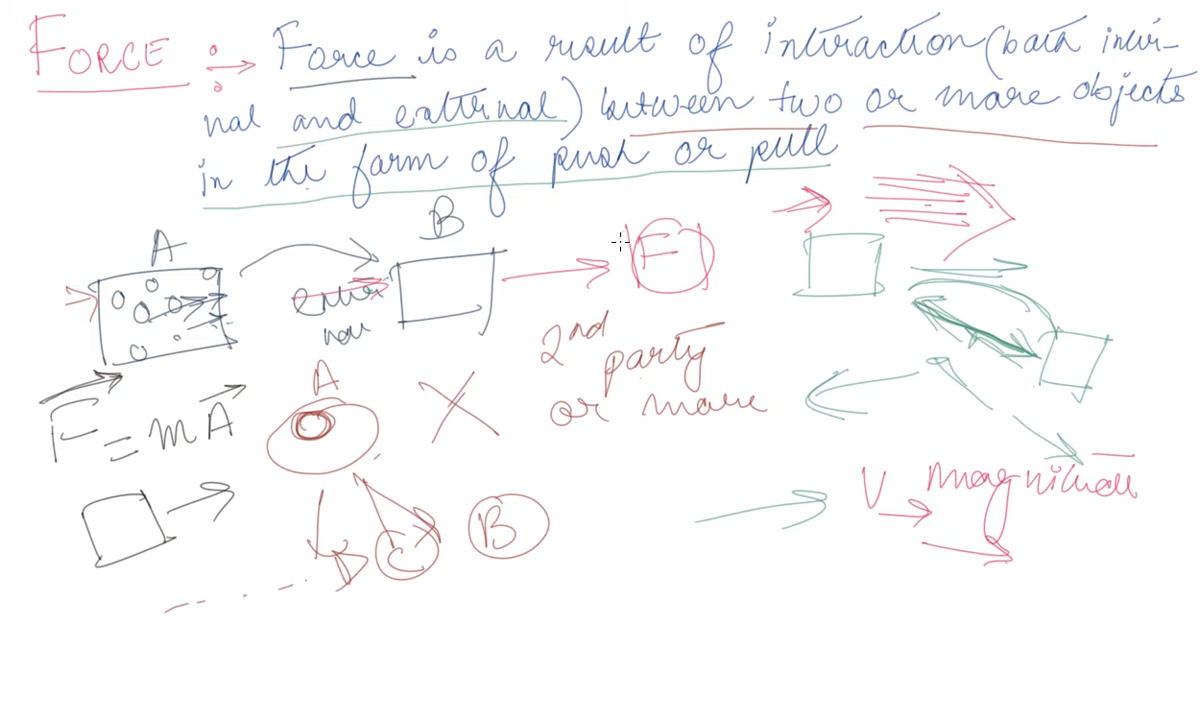 FORCE : → Force is a result of interaction (both inter-
nal and external) between two or more objects
in the form of push or pull
A
B
F
2nd
party
or more
F = mA
A
V magnitude
B
C
B